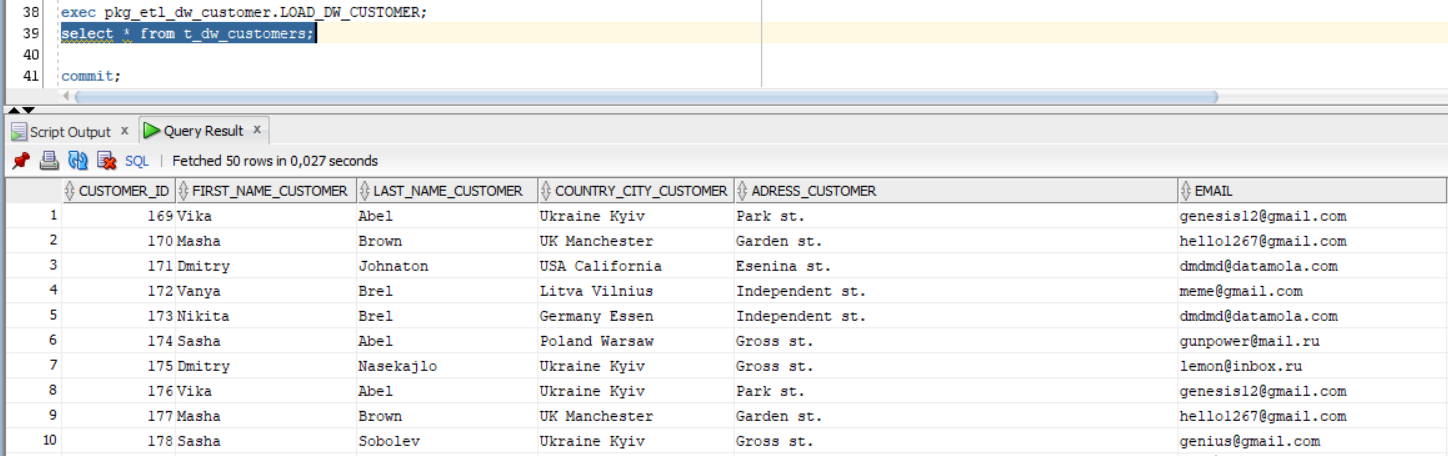 38 exec pkg_etl_dw_customer.LOAD_DW_CUSTOMER;
39 select * from t_dw_customers;
40
41 commit;
Script Output x Query Result x
SQL | Fetched 50 rows in 0,027 seconds
CUSTOMER_ID FIRST_NAME_CUSTOMER LAST_NAME_CUSTOMER COUNTRY_CITY_CUSTOMER ADRESS_CUSTOMER EMAIL
1 169 Vika Abel Ukraine Kyiv Park st. genesis12@gmail.com
2 170 Masha Brown UK Manchester Garden st. hello1267@gmail.com
3 171 Dmitry Johnaton USA California Esenina st. dmdmd@datamola.com
4 172 Vanya Brel Litva Vilnius Independent st. meme@gmail.com
5 173 Nikita Brel Germany Essen Independent st. dmdmd@datamola.com
6 174 Sasha Abel Poland Warsaw Gross st. gunpower@mail.ru
7 175 Dmitry Nasekajlo Ukraine Kyiv Gross st. lemon@inbox.ru
8 176 Vika Abel Ukraine Kyiv Park st. genesis12@gmail.com
9 177 Masha Brown UK Manchester Garden st. hello1267@gmail.com
10 178 Sasha Sobolev Ukraine Kyiv Gross st. genius@gmail.com